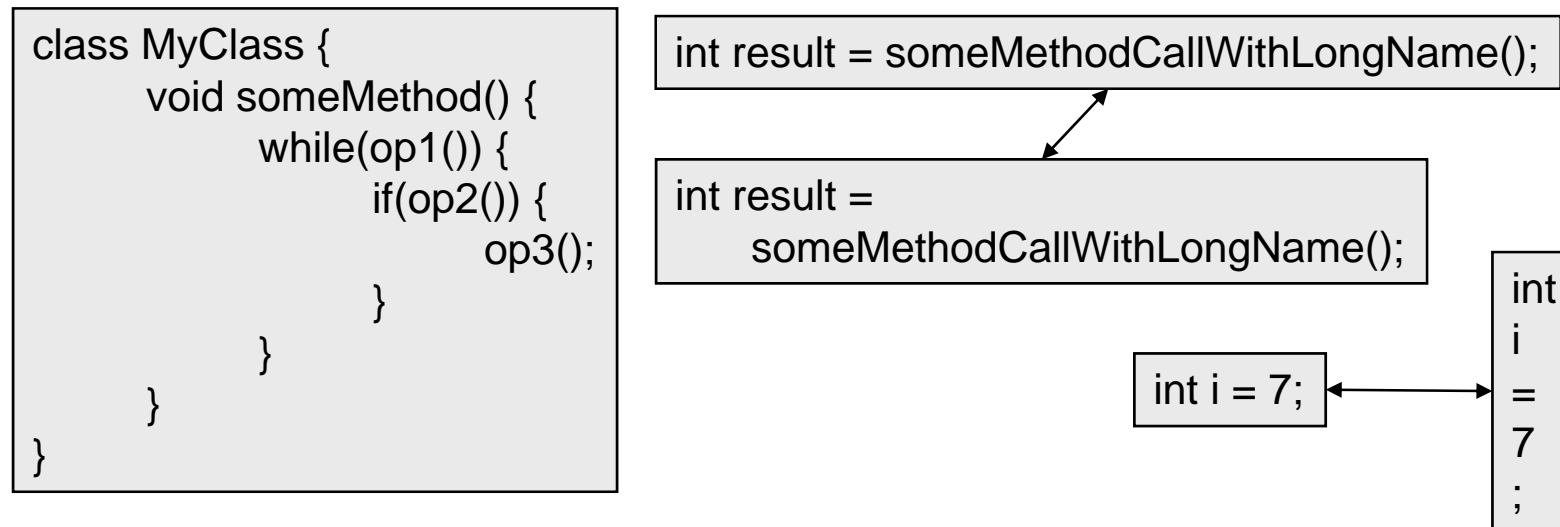 class MyClass {
void someMethod() {
while(op1()) {
if(op2()) {
op3();
}
}
}
}
int result = someMethodCallWithLongName();
int result =
someMethodCallWithLongName();
int i = 7;
int
i
=
7
;